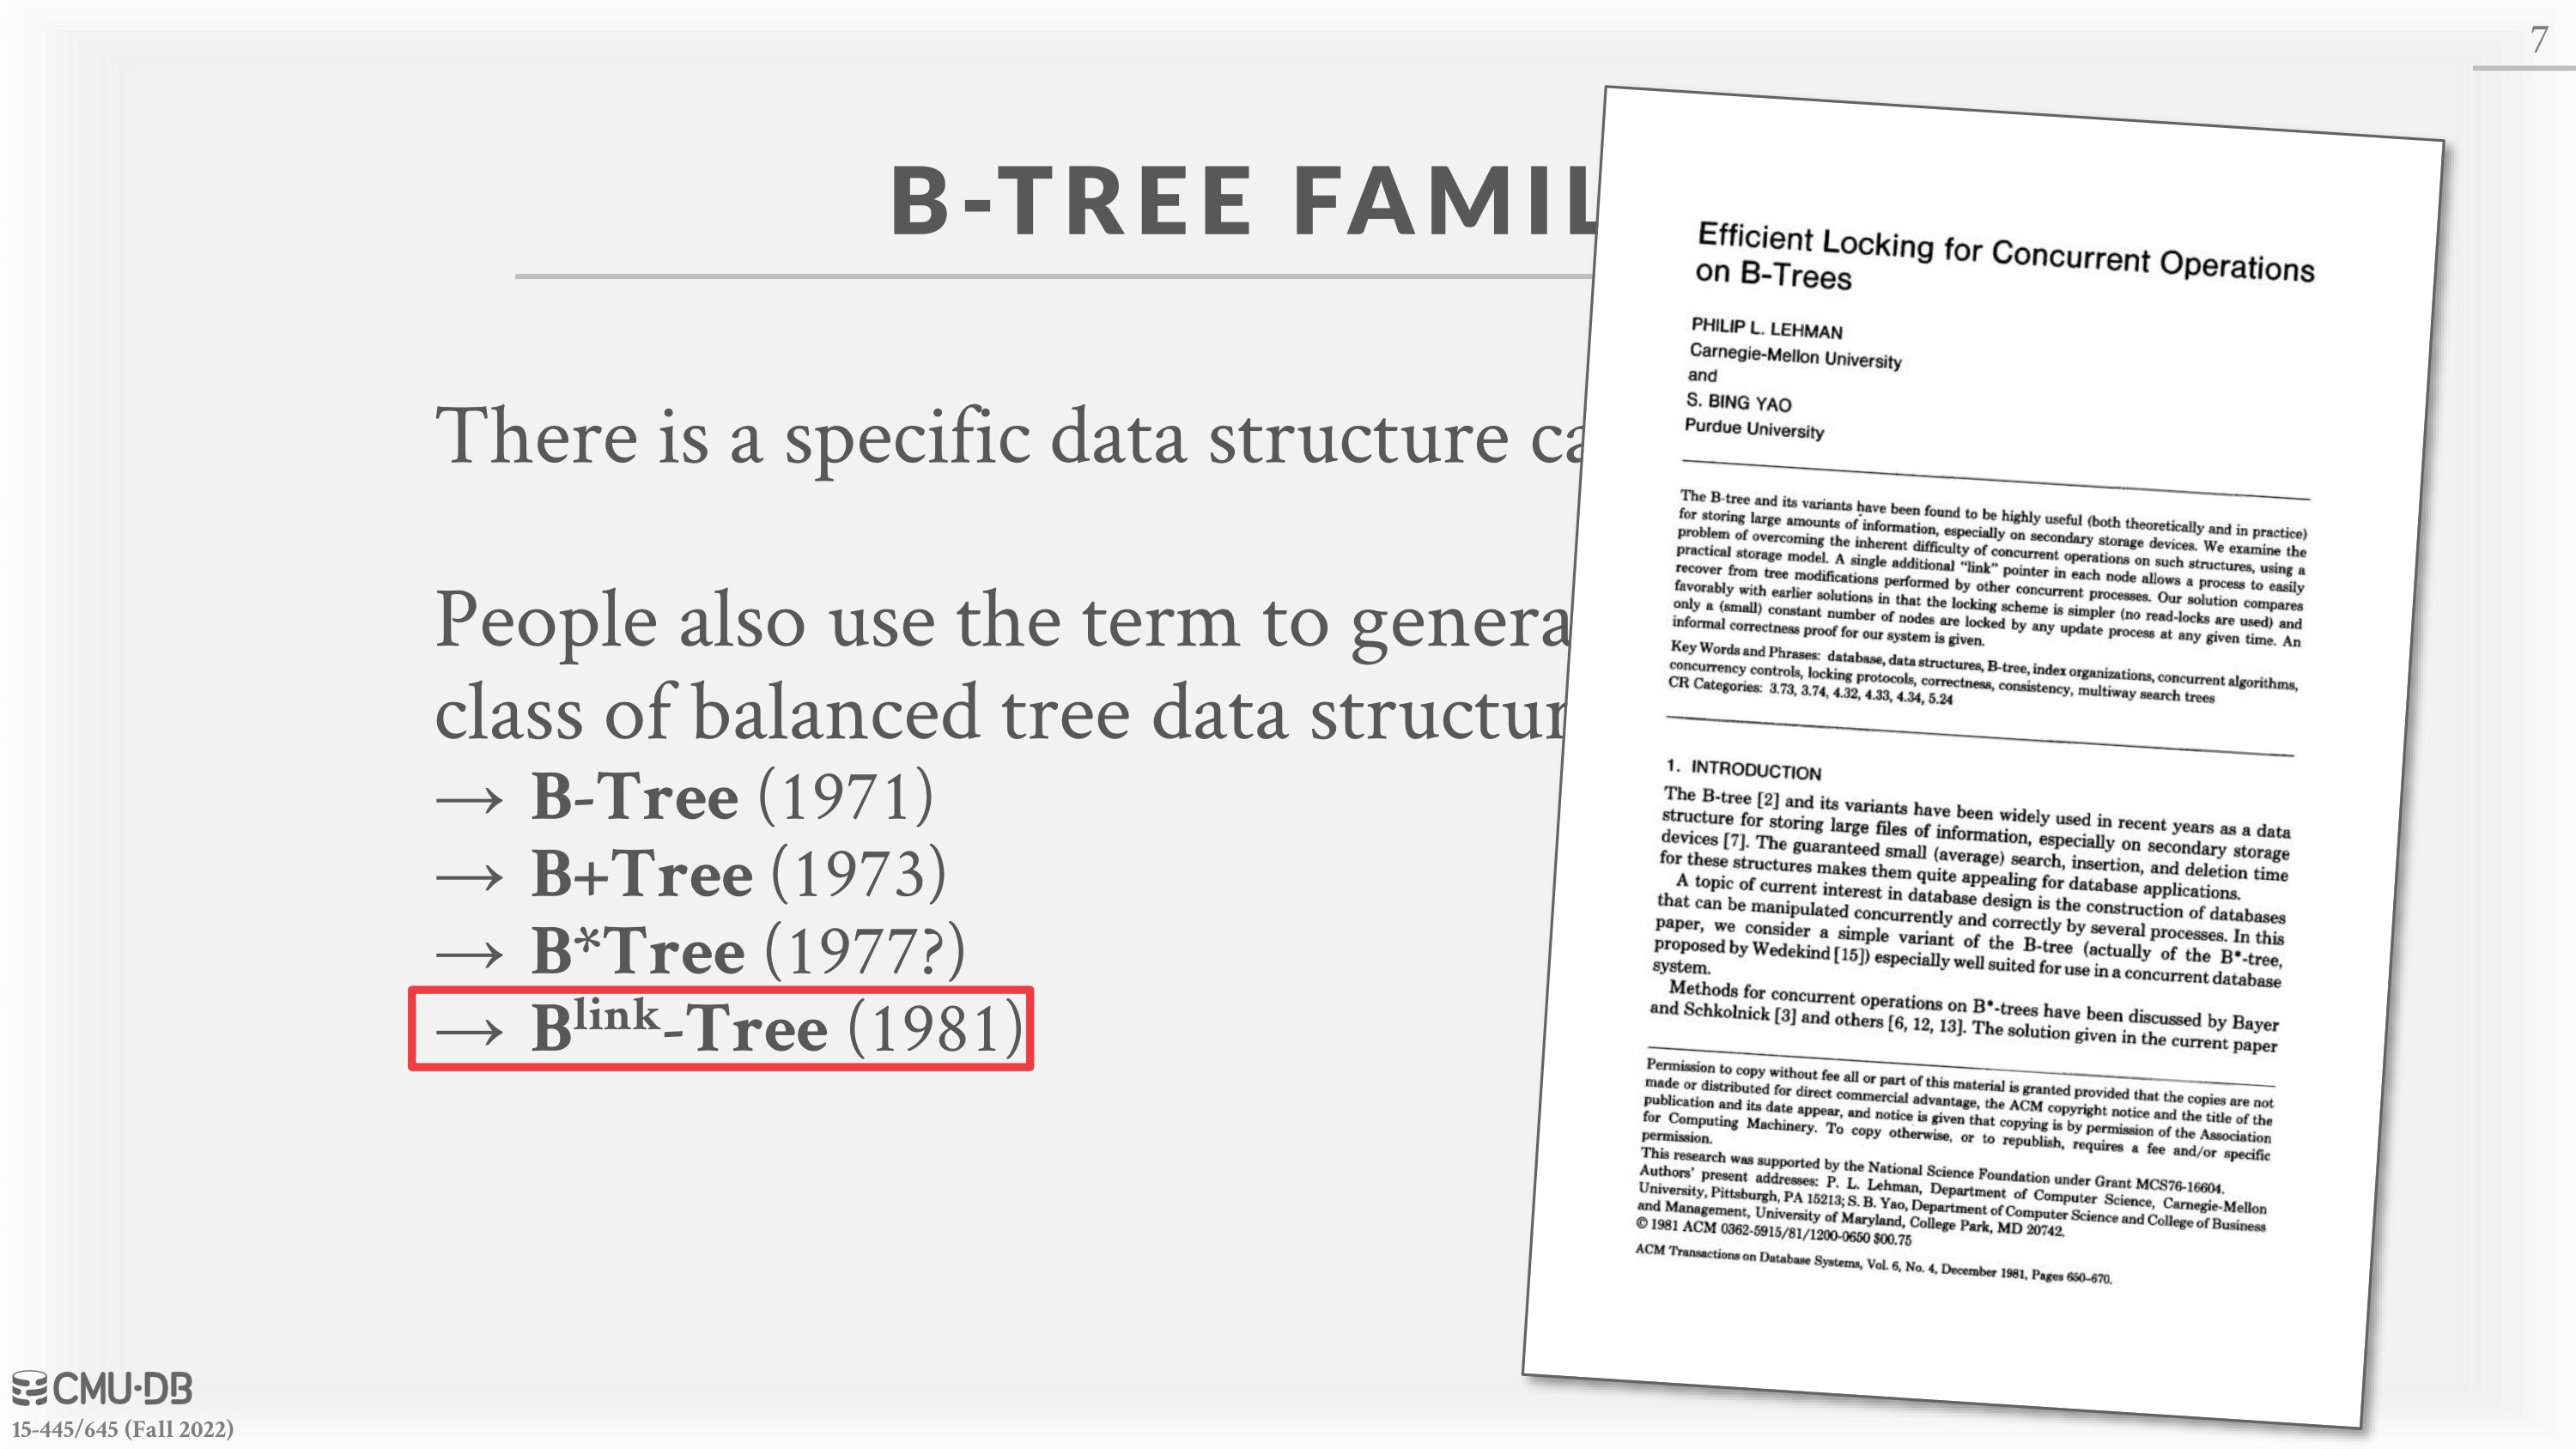 7
B-TREE FAMIL
There is a specific data structure ca
People also use the term to genera
class of balanced tree data structur
→ B-Tree (1971)
→ B+Tree (1973)
→ B*Tree (1977?)
→ Blink-Tree (1981)
Efficient Locking for Concurrent Operations
on B-Trees
PHILIP L. LEHMAN
Carnegie-Mellon University
and
S. BING YAO
Purdue University
The B-tree and its variants have been found to be highly useful (both theoretically and in practice)
for storing large amounts of information, especially on secondary storage devices. We examine the
problem of overcoming the inherent difficulty of concurrent operations on such structures, using a
practical storage model. A single additional “link” pointer in each node allows a process to easily
recover from tree modifications performed by other concurrent processes. Our solution compares
favorably with earlier solutions in that the locking scheme is simpler (no read-locks are used) and
only a (small) constant number of nodes are locked by any update process at any given time. An
informal correctness proof for our system is given.
Key Words and Phrases: database, data structures, B-tree, index organizations, concurrent algorithms,
concurrency controls, locking protocols, correctness, consistency, multiway search trees
CR Categories: 3.73, 3.74, 4.32, 4.33, 4.34, 5.24
1. INTRODUCTION
The B-tree [2] and its variants have been widely used in recent years as a data
structure for storing large files of information, especially on secondary storage
devices [7]. The guaranteed small (average) search, insertion, and deletion time
for these structures makes them quite appealing for database applications.
A topic of current interest in database design is the construction of databases
that can be manipulated concurrently and correctly by several processes. In this
paper, we consider a simple variant of the B-tree (actually of the B*-tree,
proposed by Wedekind [15]) especially well suited for use in a concurrent database
system.
Methods for concurrent operations on B*-trees have been discussed by Bayer
and Schkolnick [3] and others [6, 12, 13]. The solution given in the current paper
Permission to copy without fee all or part of this material is granted provided that the copies are not
made or distributed for direct commercial advantage, the ACM copyright notice and the title of the
publication and its date appear, and notice is given that copying is by permission of the Association
for Computing Machinery. To copy otherwise, or to republish, requires a fee and/or specific
permission.
This research was supported by the National Science Foundation under Grant MCS76-16604.
Authors' present addresses: P. L. Lehman, Department of Computer Science, Carnegie-Mellon
University, Pittsburgh, PA 15213; S. B. Yao, Department of Computer Science and College of Business
and Management, University of Maryland, College Park, MD 20742.
© 1981 ACM 0362-5915/81/1200-0650 $00.75
ACM Transactions on Database Systems, Vol. 6, No. 4, December 1981, Pages 650–670.
CMU·DB
15-445/645 (Fall 2022)